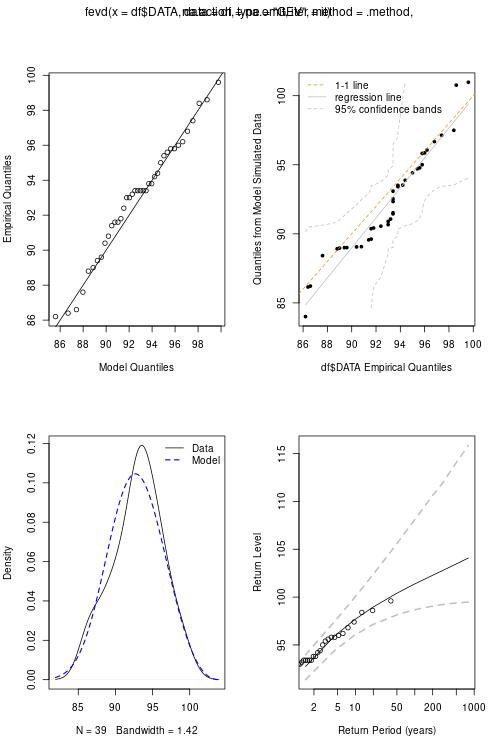 fevd(x = df$DATA, method = .method,
Empirical Quantiles
86 88 90 92 94 96 98 100
86 88 90 92 94 96 98
Model Quantiles
1-1 line
regression line
95% confidence bands
Quantiles from Model Simulated Data
85 90 95 100
86 88 90 92 94 96 98 100
df$DATA Empirical Quantiles
Data
Model
Density
0.00 0.02 0.04 0.06 0.08 0.10 0.12
85 90 95 100
N = 39 Bandwidth = 1.42
Return Level
95 100 105 110 115
2 5 10 50 200 1000
Return Period (years)